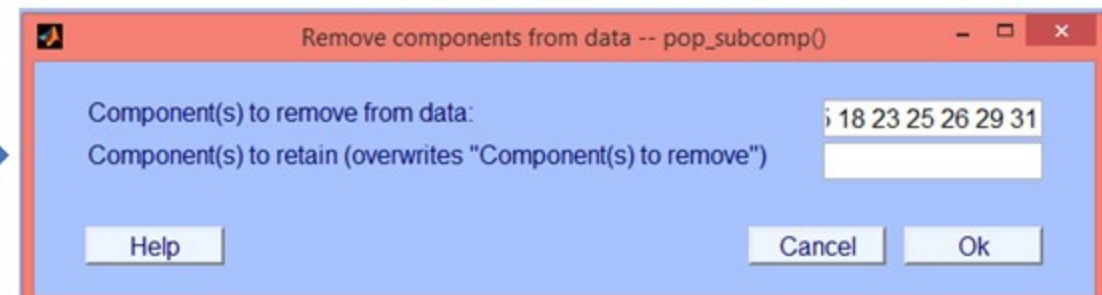 Remove components from data -- pop_subcomp()
Component(s) to remove from data:
18 23 25 26 29 31
Component(s) to retain (overwrites "Component(s) to remove")
Help
Cancel
Ok